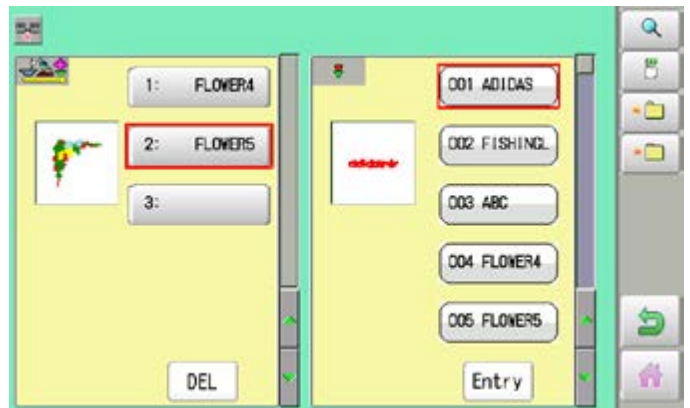 1: FLOWER4
2: FLOWER5
3:
DEL
001 ADIDAS
002 FISHINGL
003 ABC
004 FLOWER4
005 FLOWER5
Entry